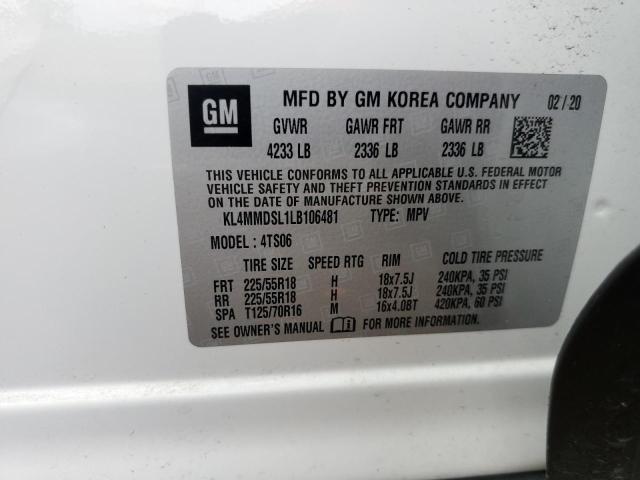 GM MFD BY GM KOREA COMPANY 02 / 20
GVWR GAWR FRT GAWR RR
4233 LB 2336 LB 2336 LB
THIS VEHICLE CONFORMS TO ALL APPLICABLE U.S. FEDERAL MOTOR
VEHICLE SAFETY AND THEFT PREVENTION STANDARDS IN EFFECT
ON THE DATE OF MANUFACTURE SHOWN ABOVE.
KL4MMDSL1LB106481 TYPE: MPV
MODEL : 4TS06
TIRE SIZE SPEED RTG RIM COLD TIRE PRESSURE
FRT 225/55R18 H 18x7.5J 240KPA, 35 PSI
RR 225/55R18 H 18x7.5J 240KPA, 35 PSI
SPA T125/70R16 M 16x4.0BT 420KPA, 60 PSI
SEE OWNER'S MANUAL FOR MORE INFORMATION.